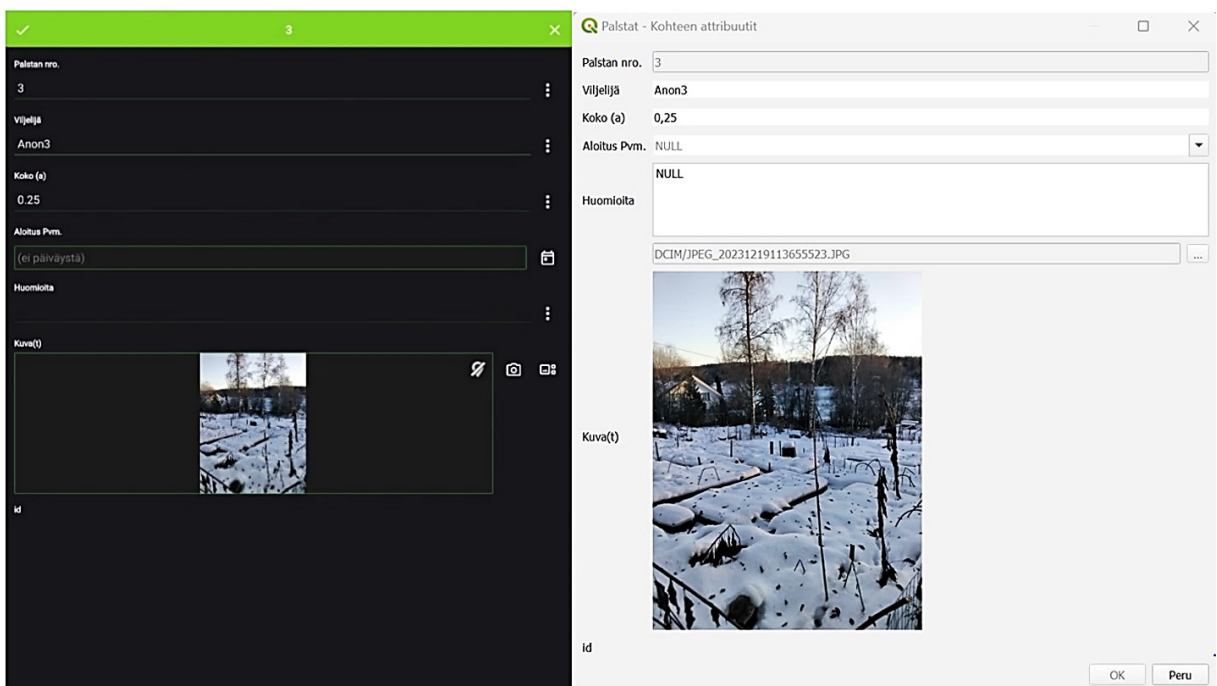 3
Palstan nro.
3
Viljelijä
Anon3
Koko (a)
0.25
Aloitus Pvm.
(ei päiväystä)
Huomioita
Kuva(t)
id
Palstat - Kohteen attribuutit
Palstan nro. 3
Viljelijä Anon3
Koko (a) 0,25
Aloitus Pvm. NULL
Huomioita NULL
DCIM/JPEG_20231219113655523.JPG ...
Kuva(t)
id
OK Peru